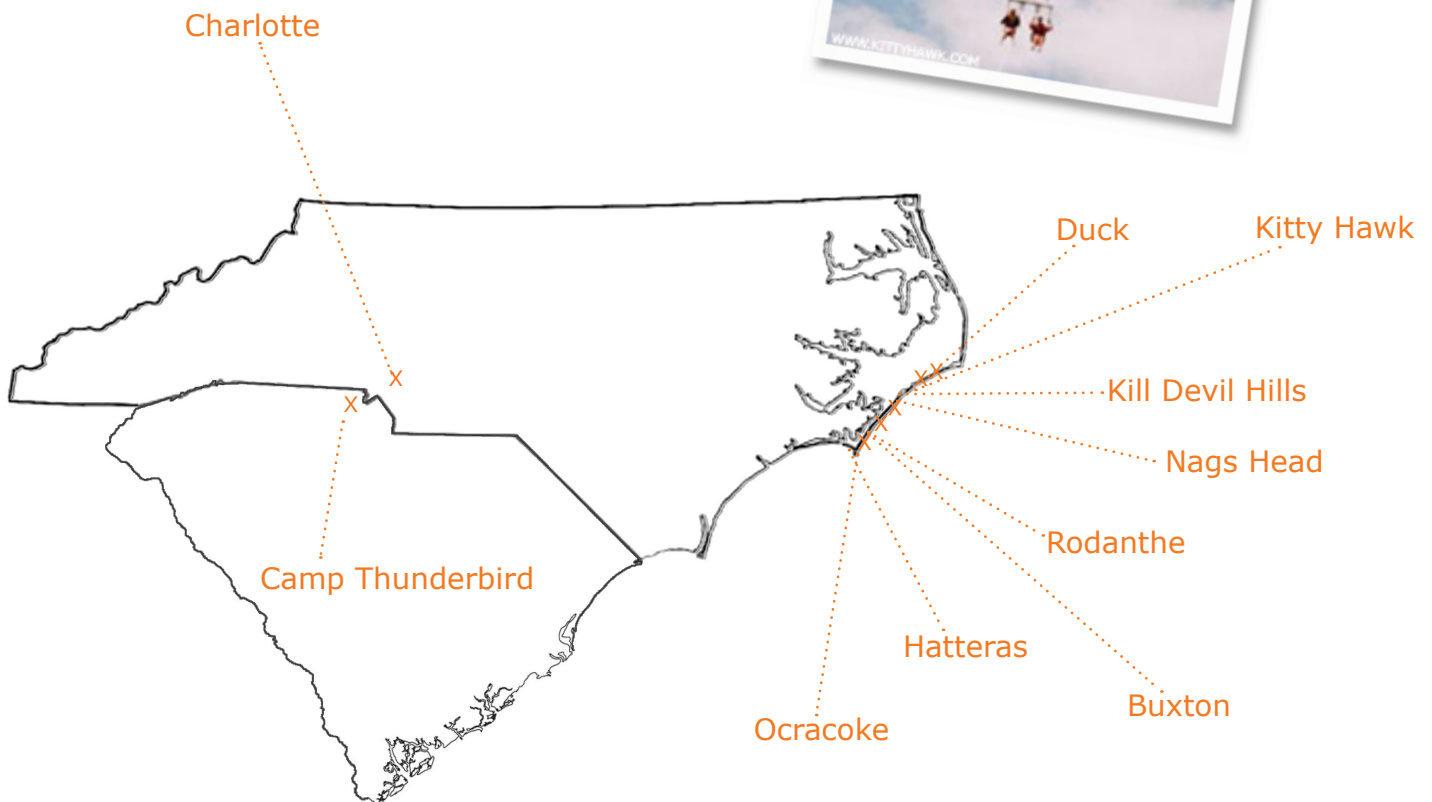 Charlotte
WWW.KITTYHAWK.COM
Duck
Kitty Hawk
X
X
X
X
Kill Devil Hills
X
X
X
Nags Head
Rodanthe
Camp Thunderbird
Hatteras
Buxton
Ocracoke